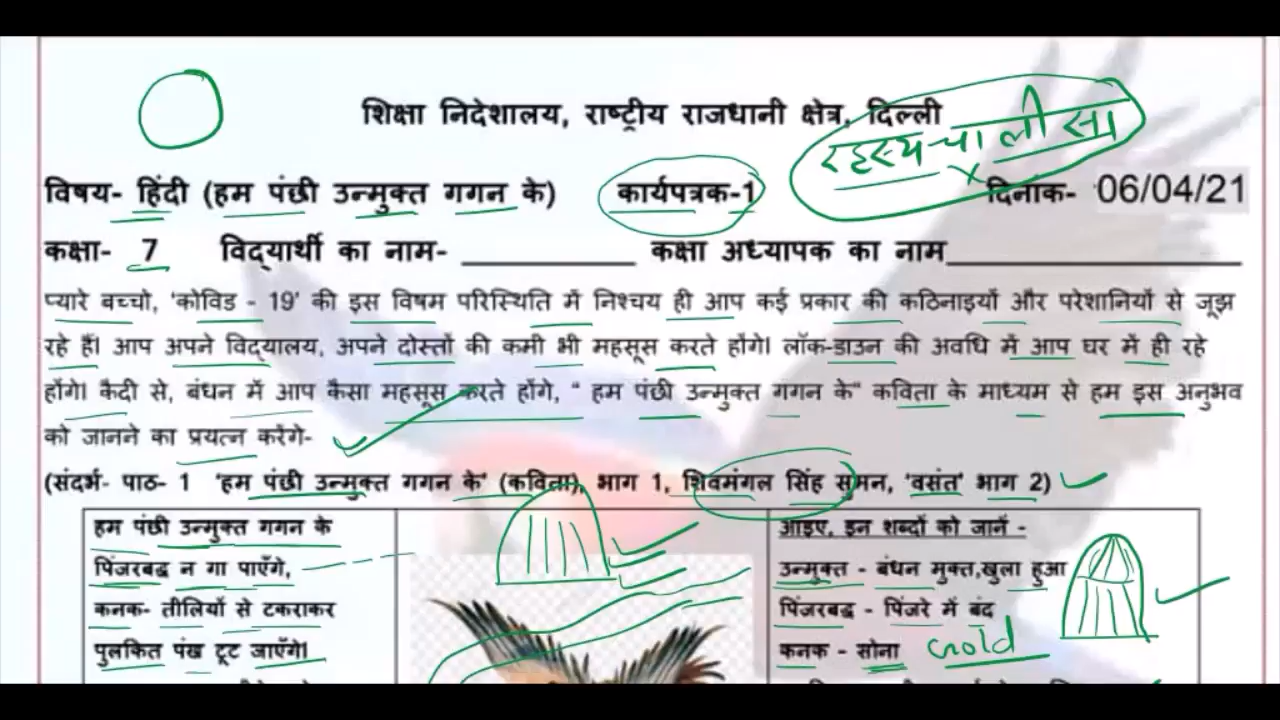 शिक्षा निदेशालय, राष्ट्रीय राजधानी क्षेत्र, दिल्ली
रहस्य चालीसा
विषय- हिंदी (हम पंछी उन्मुक्त गगन के) कार्यपत्रक-1 दिनांक- 06/04/21
कक्षा- 7 विद्यार्थी का नाम- ____________ कक्षा अध्यापक का नाम____________________
प्यारे बच्चो, 'कोविड - 19' की इस विषम परिस्थिति में निश्चय ही आप कई प्रकार की कठिनाइयों और परेशानियों से जूझ
रहे हैं। आप अपने विद्यालय, अपने दोस्तों की कमी भी महसूस करते होंगे। लॉक-डाउन की अवधि में आप घर में ही रहे
होंगे। कैदी से, बंधन में आप कैसा महसूस करते होंगे, " हम पंछी उन्मुक्त गगन के" कविता के माध्यम से हम इस अनुभव
को जानने का प्रयत्न करेंगे-
(संदर्भ- पाठ- 1 'हम पंछी उन्मुक्त गगन के' (कविता), भाग 1, शिवमंगल सिंह सुमन, 'वसंत' भाग 2)
हम पंछी उन्मुक्त गगन के
पिंजरबद्ध न गा पाएँगे,
कनक- तीलियों से टकराकर
पुलकित पंख टूट जाएँगे।
आइए, इन शब्दों को जानें -
उन्मुक्त - बंधन मुक्त,खुला हुआ
पिंजरबद्ध - पिंजरे में बंद
कनक - सोना gold